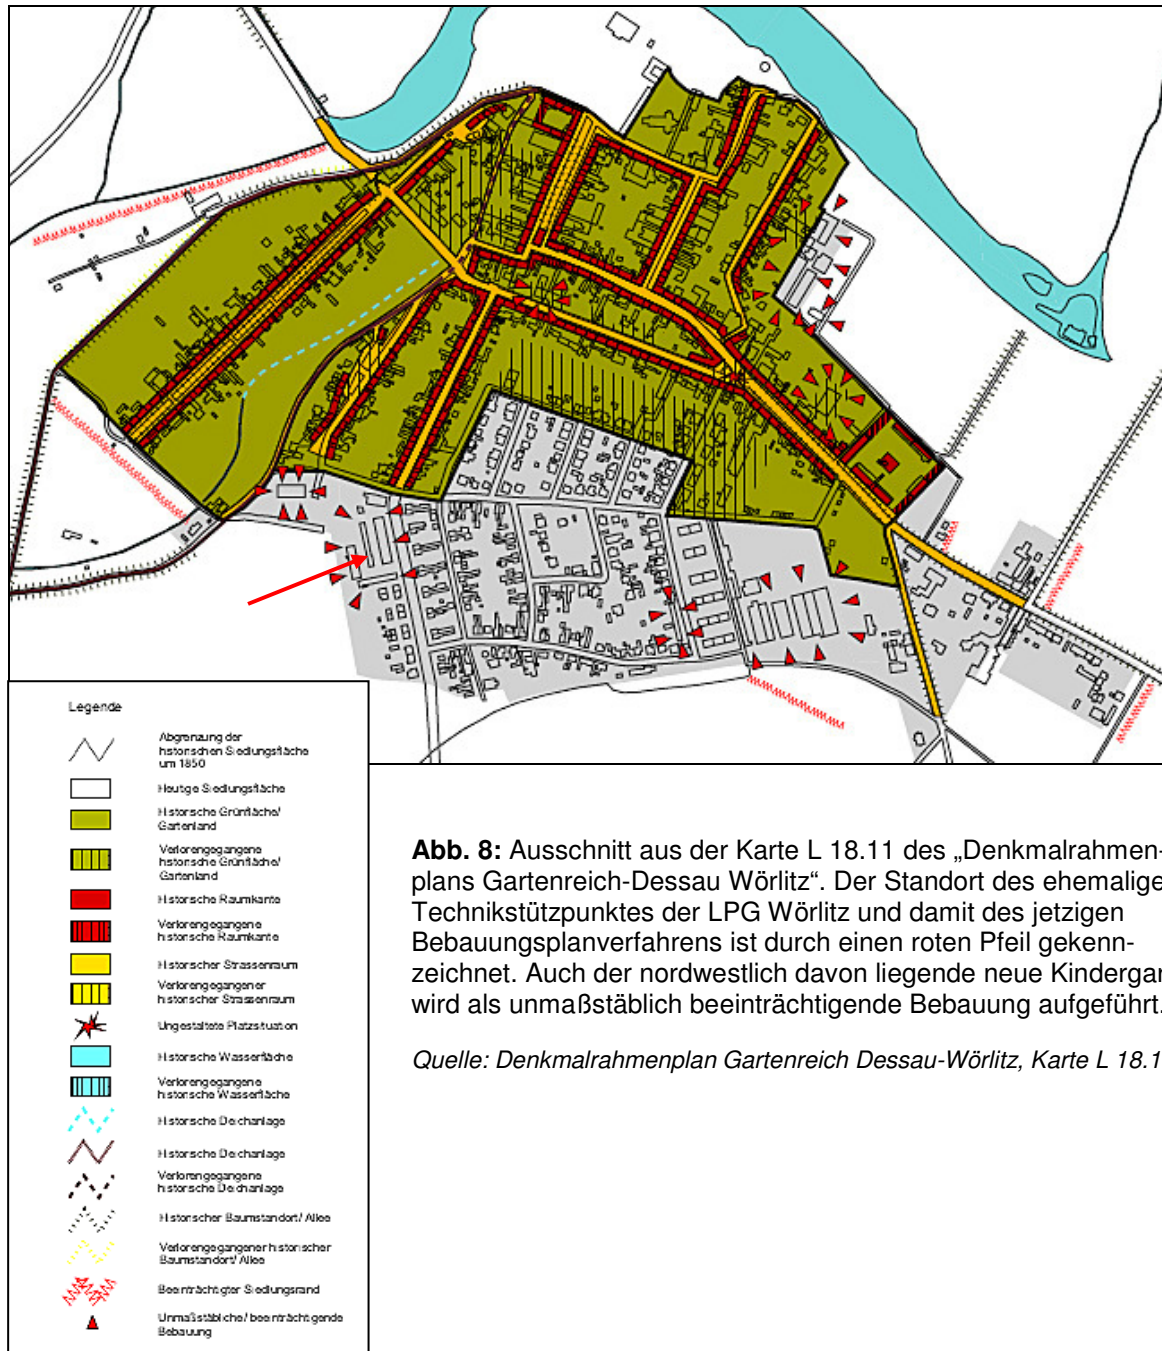 Legende
Abgrenzung der
historischen Siedlungsfläche
um 1850
Heutige Siedlungsfläche
Historische Grünfläche/
Gartenland
Verlorengegangene
historische Grünfläche/
Gartenland
Historische Raumkante
Verlorengegangene
historische Raumkante
Historischer Strassenraum
Verlorengegangener
historischer Strassenraum
Ungestaltete Platzsituation
Historische Wasserfläche
Verlorengegangene
historische Wasserfläche
Historische Deichanlage
Historische Deichanlage
Verlorengegangene
historische Deichanlage
Historischer Baumstandort/ Allee
Verlorengegangener historischer
Baumstandort/ Allee
Beeinträchtigter Siedlungsrand
Unmaßstäbliche/ beeinträchtigende
Bebauung
Abb. 8: Ausschnitt aus der Karte L 18.11 des „Denkmalrahmen-
plans Gartenreich-Dessau Wörlitz“. Der Standort des ehemalige
Technikstützpunktes der LPG Wörlitz und damit des jetzigen
Bebauungsplanverfahrens ist durch einen roten Pfeil gekenn-
zeichnet. Auch der nordwestlich davon liegende neue Kindergar
wird als unmaßstäblich beeinträchtigende Bebauung aufgeführt.
Quelle: Denkmalrahmenplan Gartenreich Dessau-Wörlitz, Karte L 18.1